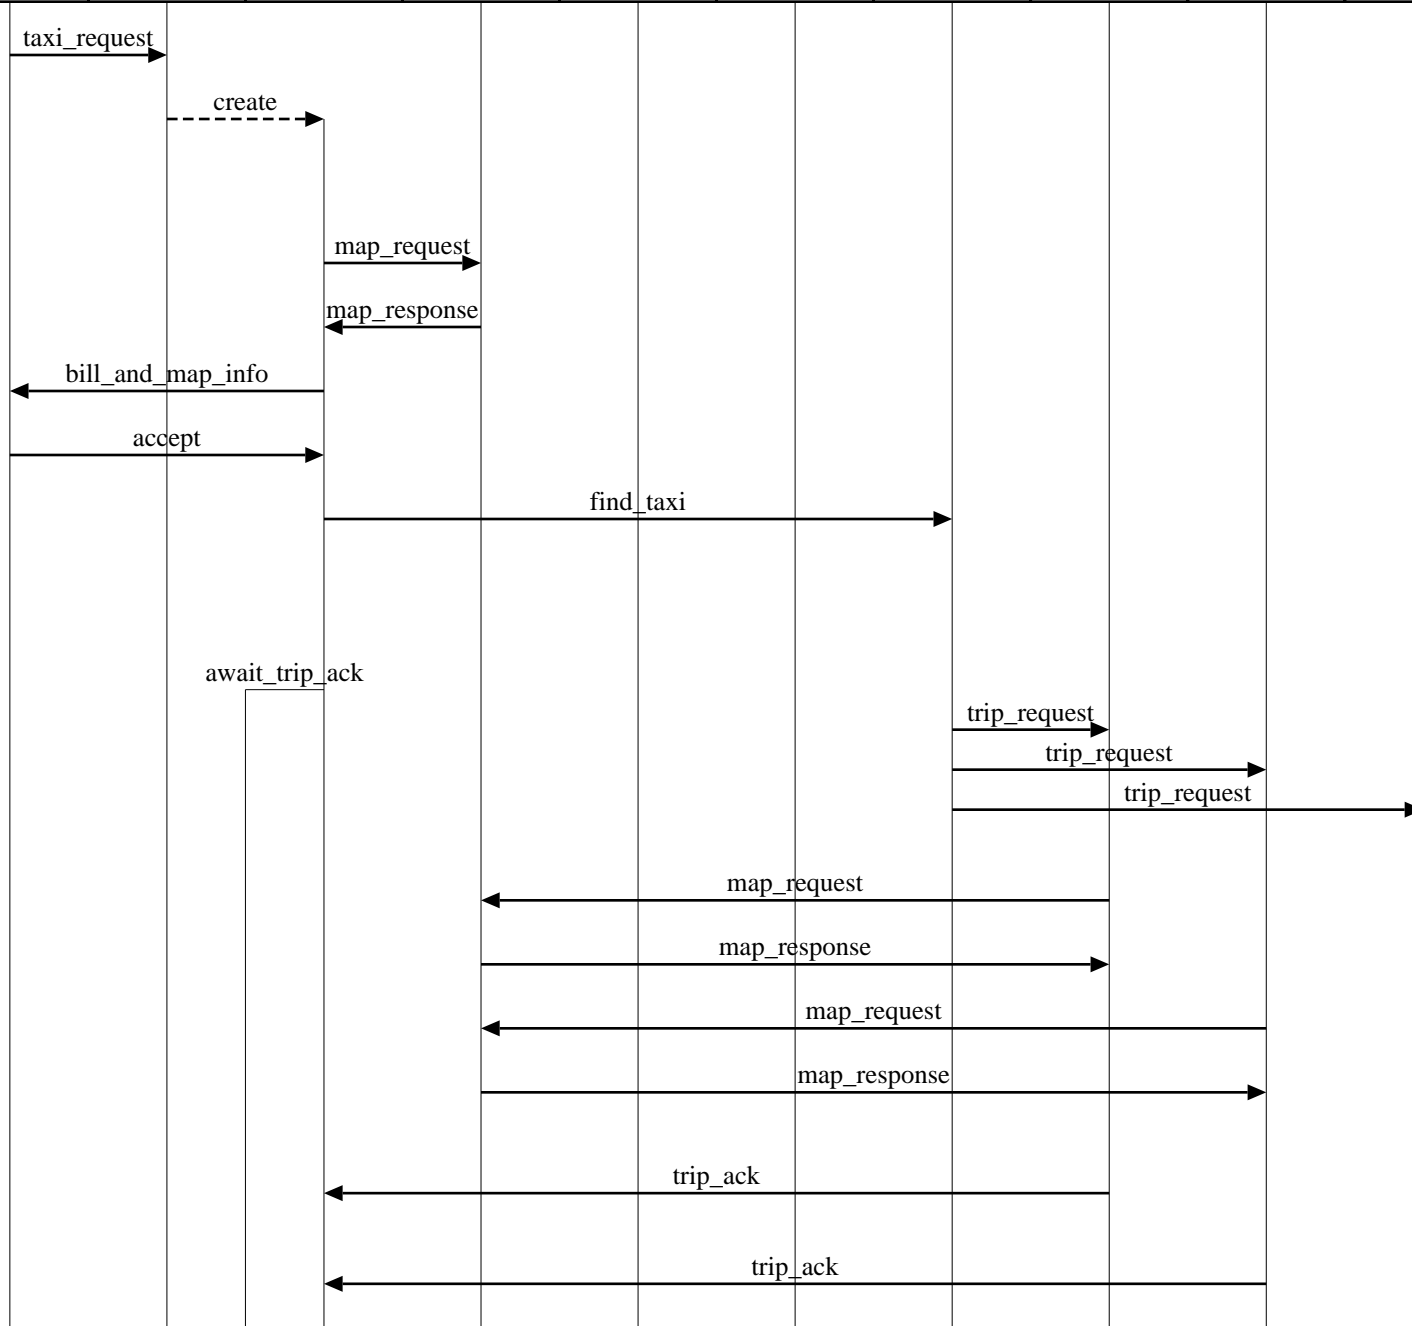 taxi_request
create
map_request
map_response
bill_and_map_info
accept
find_taxi
await_trip_ack
trip_request
trip_request
trip_request
map_request
map_response
map_request
map_response
trip_ack
trip_ack